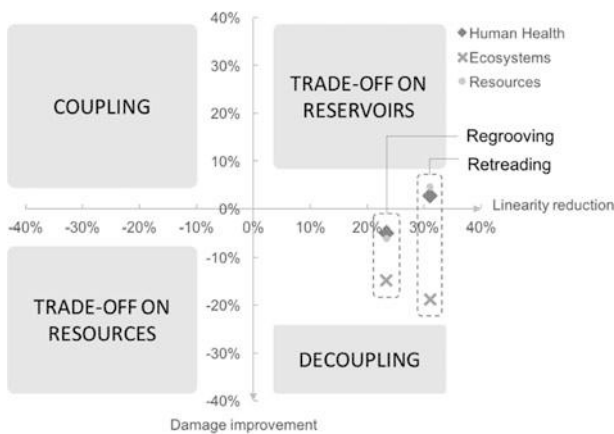 40%
Human Health
Ecosystems
Resources
30%
TRADE-OFF ON
RESERVOIRS
COUPLING
20%
Regrooving
10%
Retreading
0%
Linearity reduction
-40%
-30%
-20%
-10%
0%
10%
20%
30%
40%
-10%
TRADE-OFF ON
RESOURCES
-20%
-30%
DECOUPLING
-40%
Damage improvement